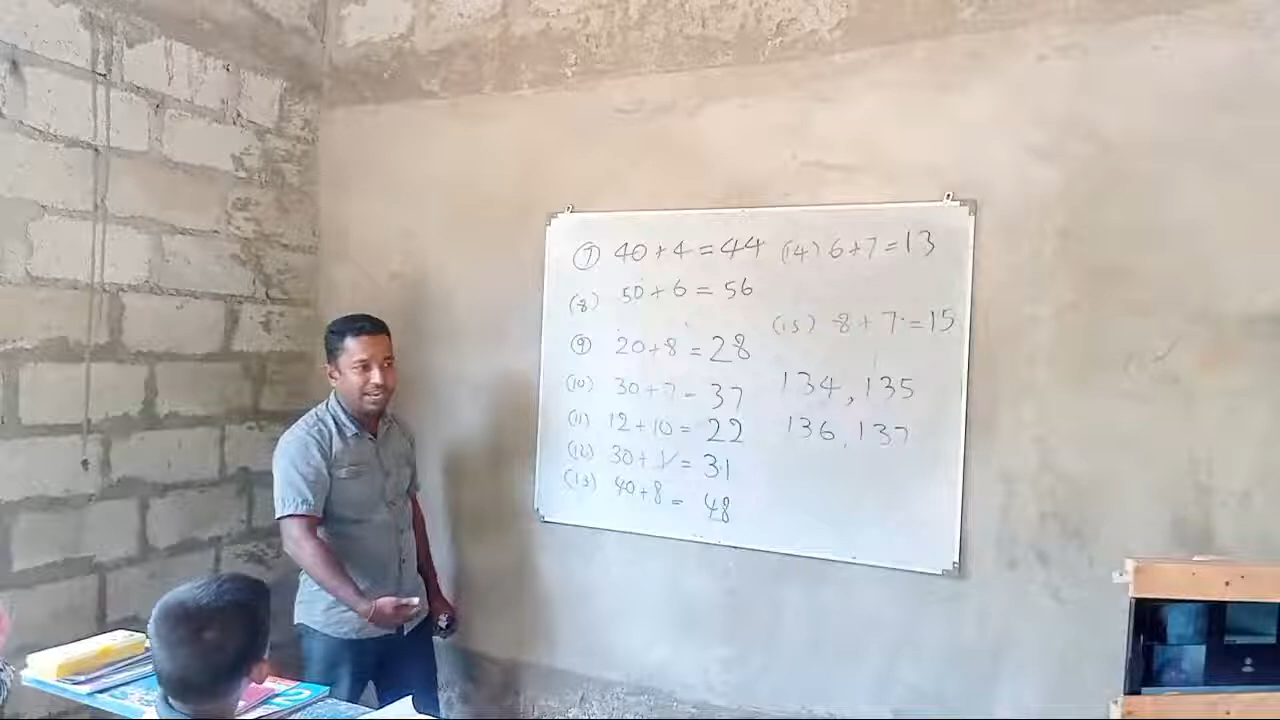 (7) 40 + 4 = 44
(8) 50 + 6 = 56
(9) 20 + 8 = 28
(10) 30 + 7 = 37
(11) 12 + 10 = 22
(12) 30 + 1 = 31
(13) 40 + 8 = 48
(14) 6 + 7 = 13
(15) 8 + 7 = 15
134, 135
136, 137